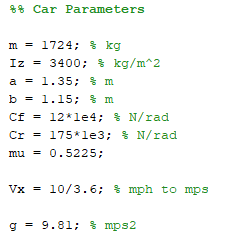 %% Car Parameters
m = 1724; % kg
Iz = 3400; % kg/m^2
a = 1.35; % m
b = 1.15; % m
Cf = 12*1e4; % N/rad
Cr = 175*1e3; % N/rad
mu = 0.5225;
Vx = 10/3.6; % mph to mps
g = 9.81; % mps2